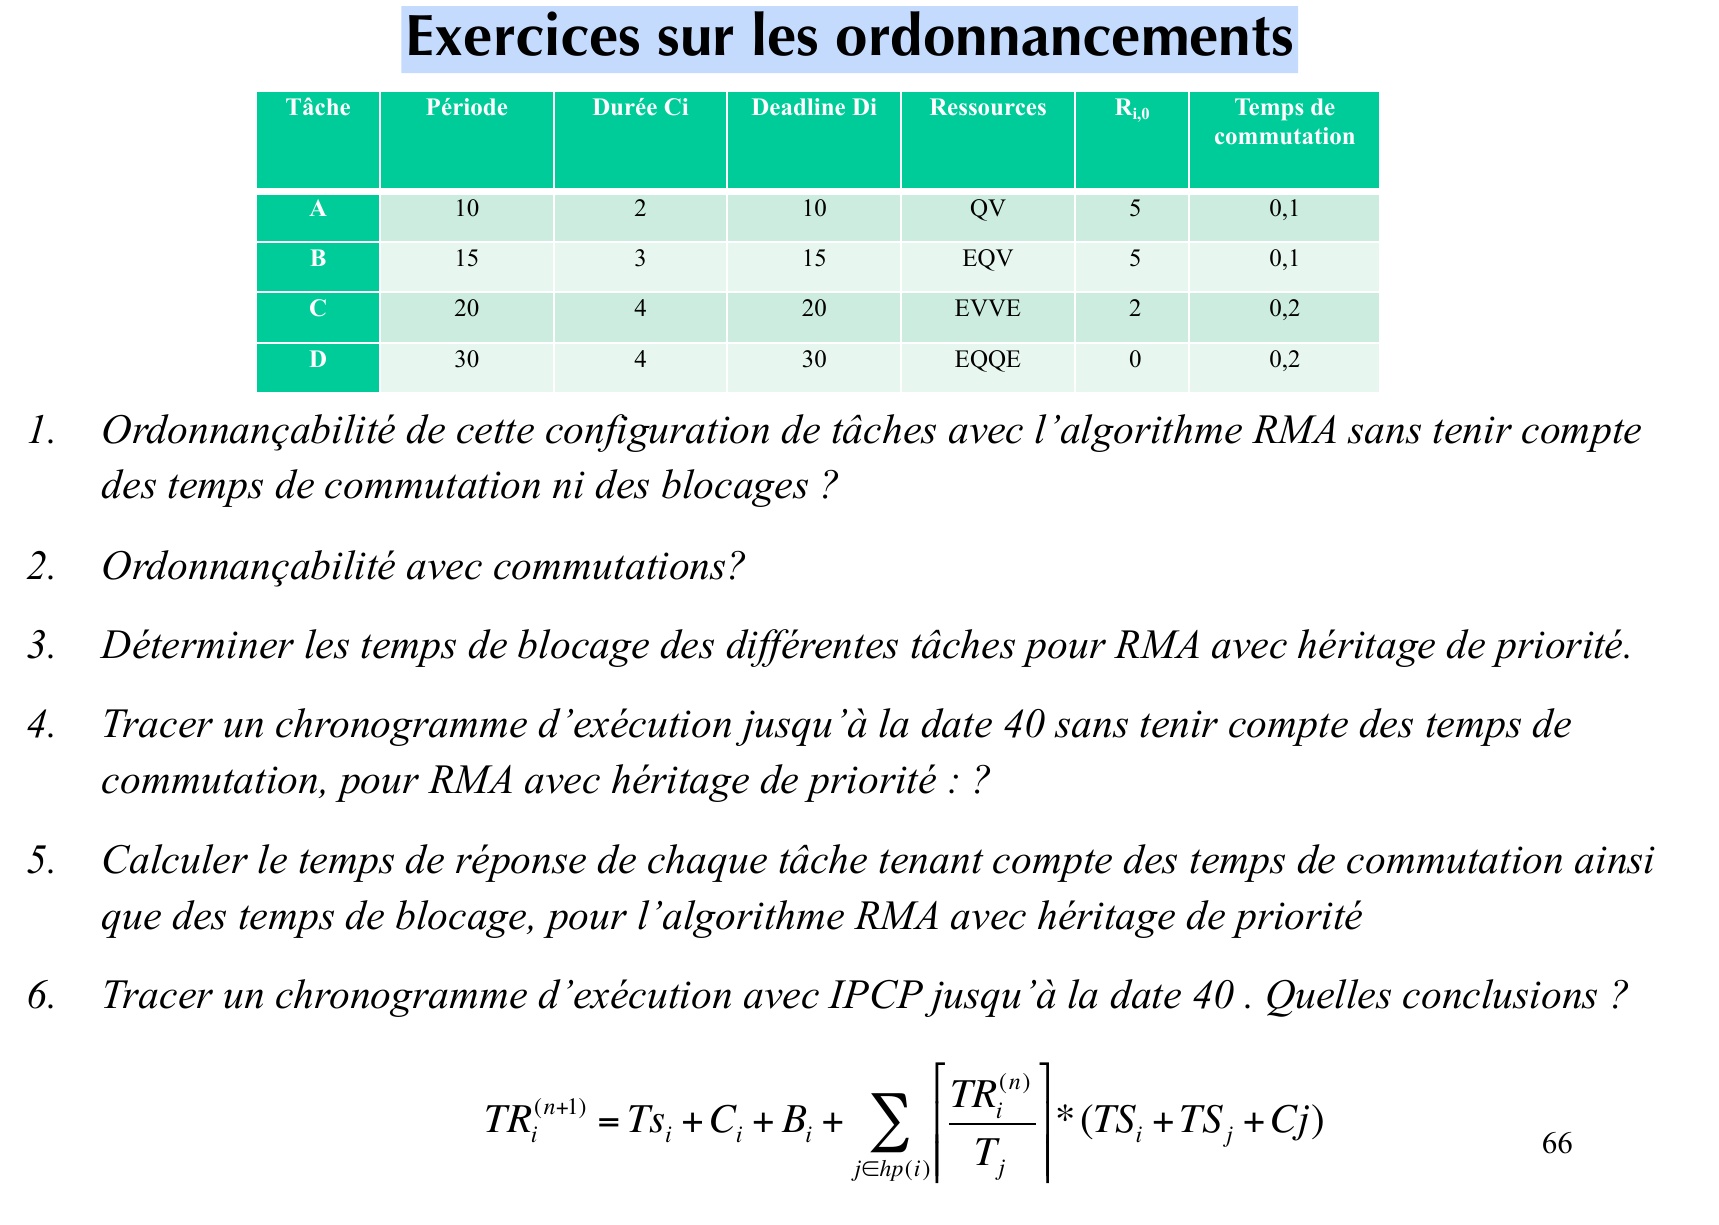 Exercices sur les ordonnancements
Tâche Période Durée Ci Deadline Di Ressources R_{i,0} Temps de commutation
A 10 2 10 QV 5 0,1
B 15 3 15 EQV 5 0,1
C 20 4 20 EVVE 2 0,2
D 30 4 30 EQQE 0 0,2
1. Ordonnançabilité de cette configuration de tâches avec l’algorithme RMA sans tenir compte
des temps de commutation ni des blocages ?
2. Ordonnançabilité avec commutations?
3. Déterminer les temps de blocage des différentes tâches pour RMA avec héritage de priorité.
4. Tracer un chronogramme d’exécution jusqu’à la date 40 sans tenir compte des temps de
commutation, pour RMA avec héritage de priorité : ?
5. Calculer le temps de réponse de chaque tâche tenant compte des temps de commutation ainsi
que des temps de blocage, pour l’algorithme RMA avec héritage de priorité
6. Tracer un chronogramme d’exécution avec IPCP jusqu’à la date 40 . Quelles conclusions ?
TR_i^{(n+1)} = Ts_i + C_i + B_i + ∑_{j∈hp(i)} ⌈TR_i^{(n)} / T_j⌉ * (TS_i + TS_j + Cj)
66